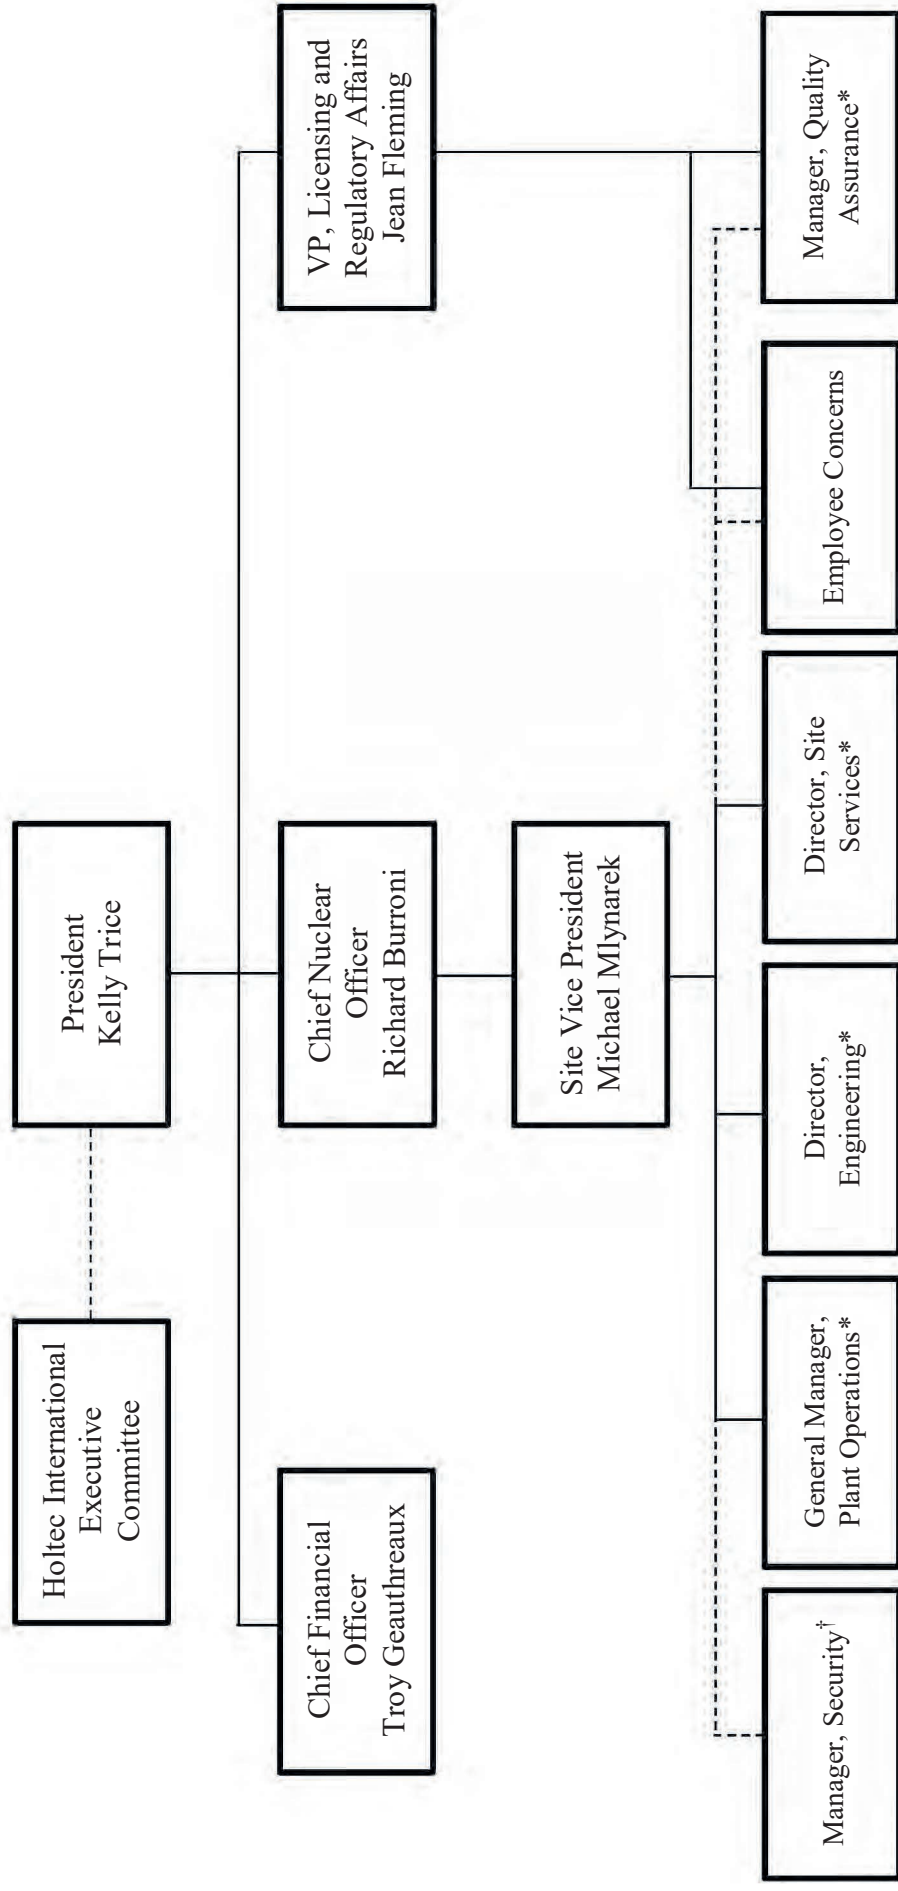 Holtec International
Executive
Committee
President
Kelly Trice
Chief Financial
Officer
Troy Geauthreaux
Chief Nuclear
Officer
Richard Burroni
VP, Licensing and
Regulatory Affairs
Jean Fleming
Site Vice President
Michael Mlynarek
Manager, Security†
General Manager,
Plant Operations*
Director,
Engineering*
Director, Site
Services*
Employee Concerns
Manager, Quality
Assurance*